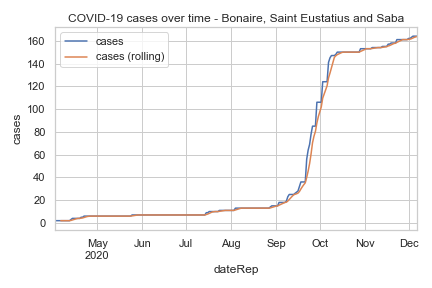 COVID-19 cases over time - Bonaire, Saint Eustatius and Saba
cases
cases (rolling)
160
140
120
100
80
60
40
20
0
cases
May Jun Jul Aug Sep Oct Nov Dec
2020
dateRep